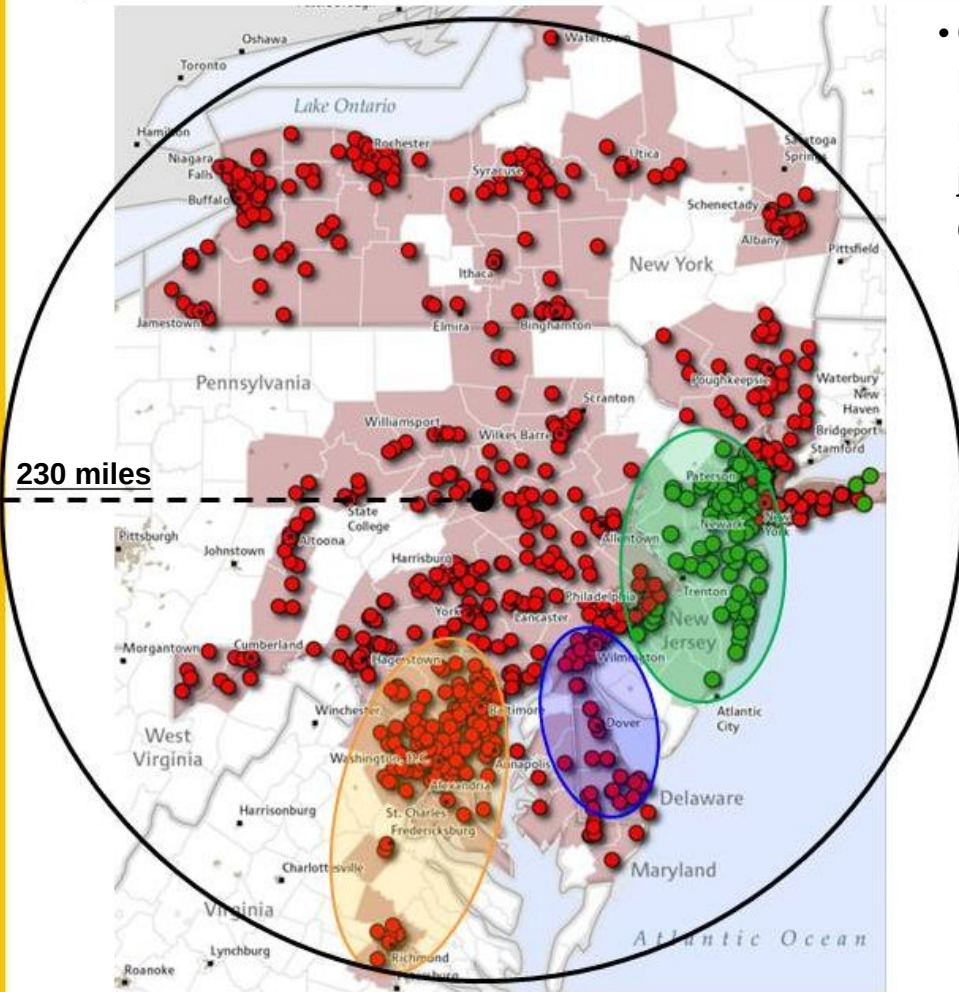 Oshawa
Watertown
Toronto
Lake Ontario
Hamilton
Rochester
Niagara
Falls
Buffalo
Syracuse
Utica
Saratoga
Springs
Schenectady
Albany
Pittsfield
New York
Ithaca
Jamestown
Elmira
Binghamton
Pennsylvania
Poughkeepsie
Waterbury
New
Haven
Bridgeport
Stamford
Scranton
Williamsport
Wilkes Barre
230 miles
Paterson
State
College
Newark
New
York
Pittsburgh
Johnstown
Altoona
Allentown
Harrisburg
Trenton
Philadelphia
York
Lancaster
New
Jersey
Morgantown
Cumberland
Hagerstown
Wilmington
Winchester
Baltimore
Atlantic
City
Dover
West
Virginia
Washington, D.C.
Annapolis
Alexandria
Delaware
Harrisonburg
St. Charles
Fredericksburg
Charlottesville
Maryland
Virginia
Atlantic Ocean
Lynchburg
Richmond
Roanoke